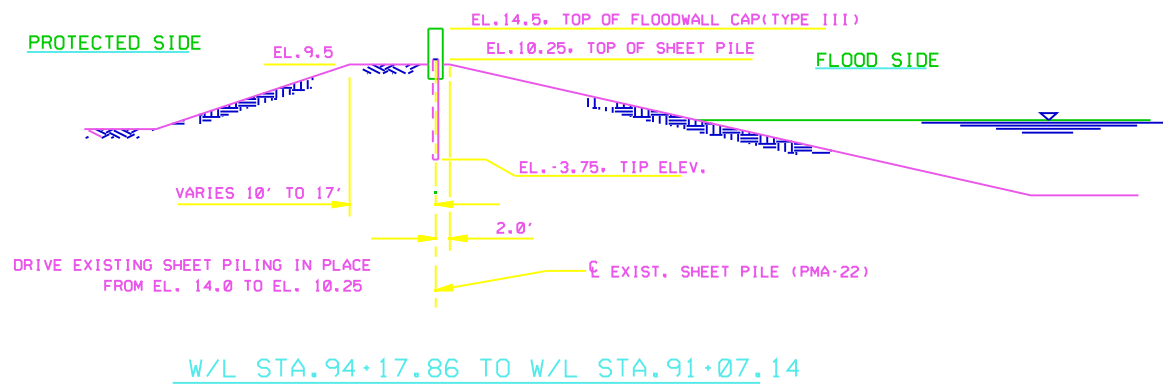 EL.14.5, TOP OF FLOODWALL CAP(TYPE III)
PROTECTED SIDE
EL.9.5
EL.10.25, TOP OF SHEET PILE
FLOOD SIDE
EL.-3.75, TIP ELEV.
VARIES 10' TO 17'
2.0'
DRIVE EXISTING SHEET PILING IN PLACE
FROM EL. 14.0 TO EL. 10.25
℄ EXIST. SHEET PILE (PMA-22)
W/L STA.94+17.86 TO W/L STA.91+07.14